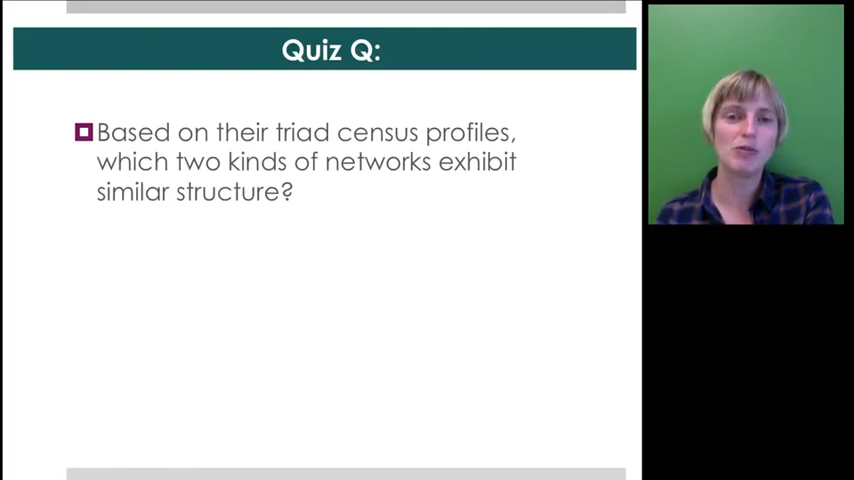 Quiz Q:
Based on their triad census profiles,
which two kinds of networks exhibit
similar structure?